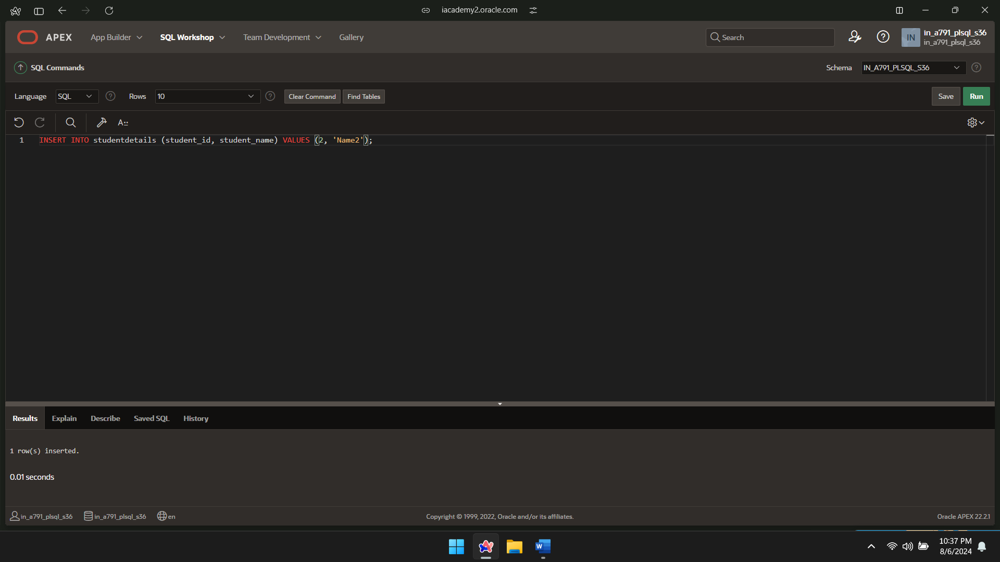 iacademy2.oracle.com
APEX App Builder SQL Workshop Team Development Gallery Search IN in_a791_plsql_s36
in_a791_plsql_s36
SQL Commands Schema IN_A791_PLSQL_S36
Language SQL Rows 10 Clear Command Find Tables Save Run
A
1 INSERT INTO studentdetails (student_id, student_name) VALUES (2, 'Name2');
Results Explain Describe Saved SQL History
1 row(s) inserted.
0.01 seconds
in_a791_plsql_s36 in_a791_plsql_s36 en Copyright © 1999, 2022, Oracle and/or its affiliates. Oracle APEX 22.2.1
W 10:37 PM
8/6/2024